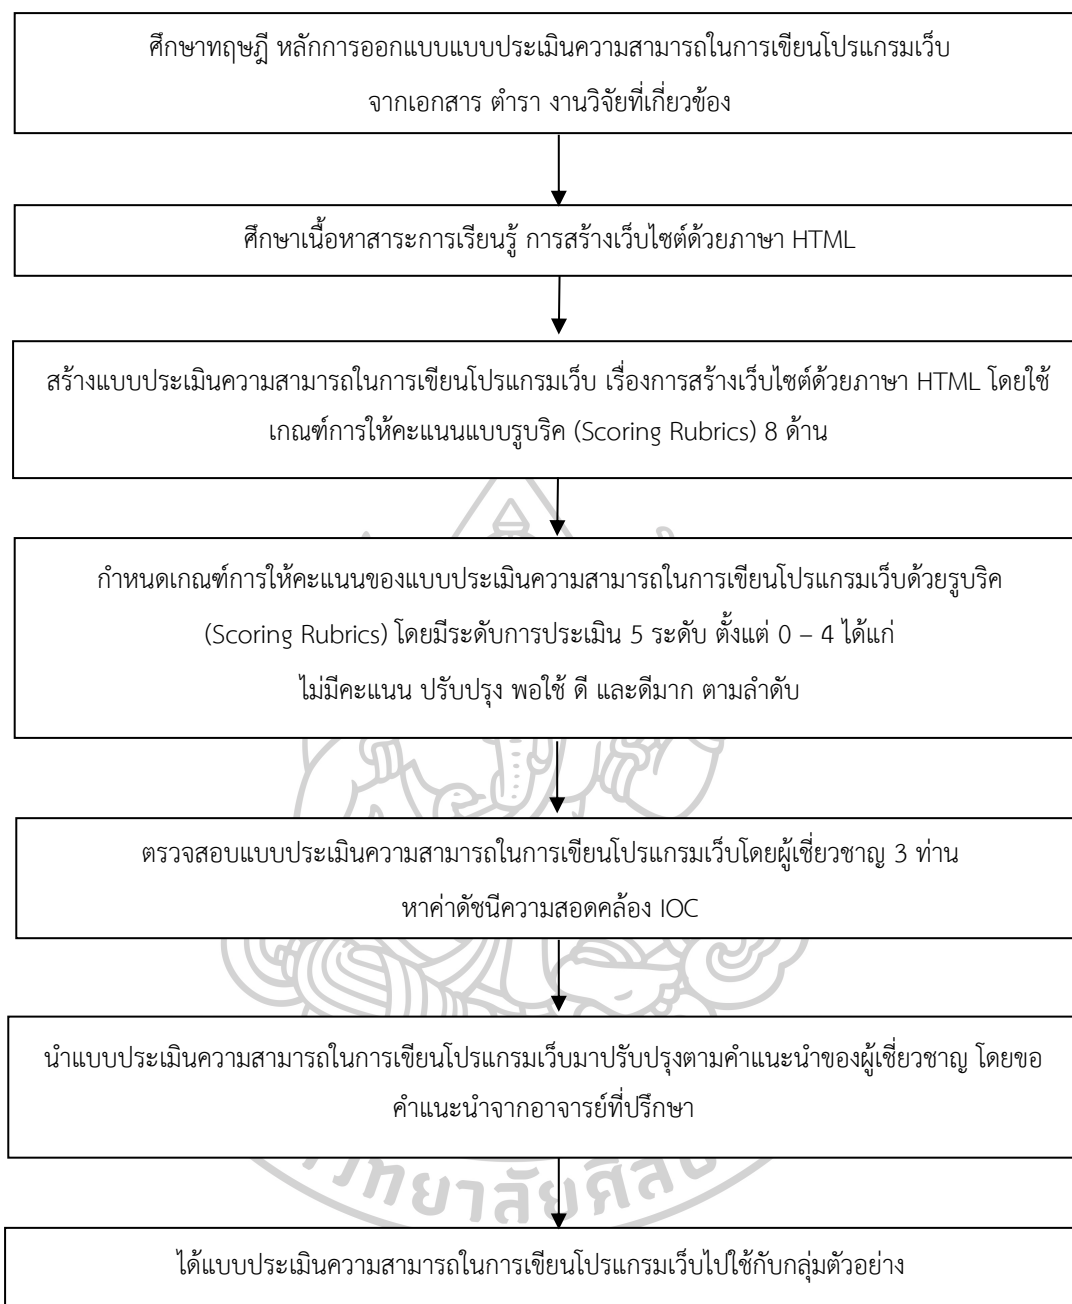 ศึกษาทฤษฎี หลักการออกแบบแบบประเมินความสามารถในการเขียนโปรแกรมเว็บ
จากเอกสาร ตำรา งานวิจัยที่เกี่ยวข้อง
ศึกษาเนื้อหาสาระการเรียนรู้ การสร้างเว็บไซต์ด้วยภาษา HTML
สร้างแบบประเมินความสามารถในการเขียนโปรแกรมเว็บ เรื่องการสร้างเว็บไซต์ด้วยภาษา HTML โดยใช้
เกณฑ์การให้คะแนนแบบรูบริค (Scoring Rubrics) 8 ด้าน
กำหนดเกณฑ์การให้คะแนนของแบบประเมินความสามารถในการเขียนโปรแกรมเว็บด้วยรูบริค
(Scoring Rubrics) โดยมีระดับการประเมิน 5 ระดับ ตั้งแต่ 0 – 4 ได้แก่
ไม่มีคะแนน ปรับปรุง พอใช้ ดี และดีมาก ตามลำดับ
ตรวจสอบแบบประเมินความสามารถในการเขียนโปรแกรมเว็บโดยผู้เชี่ยวชาญ 3 ท่าน
หาค่าดัชนีความสอดคล้อง IOC
นำแบบประเมินความสามารถในการเขียนโปรแกรมเว็บมาปรับปรุงตามคำแนะนำของผู้เชี่ยวชาญ โดยขอ
คำแนะนำจากอาจารย์ที่ปรึกษา
ได้แบบประเมินความสามารถในการเขียนโปรแกรมเว็บไปใช้กับกลุ่มตัวอย่าง